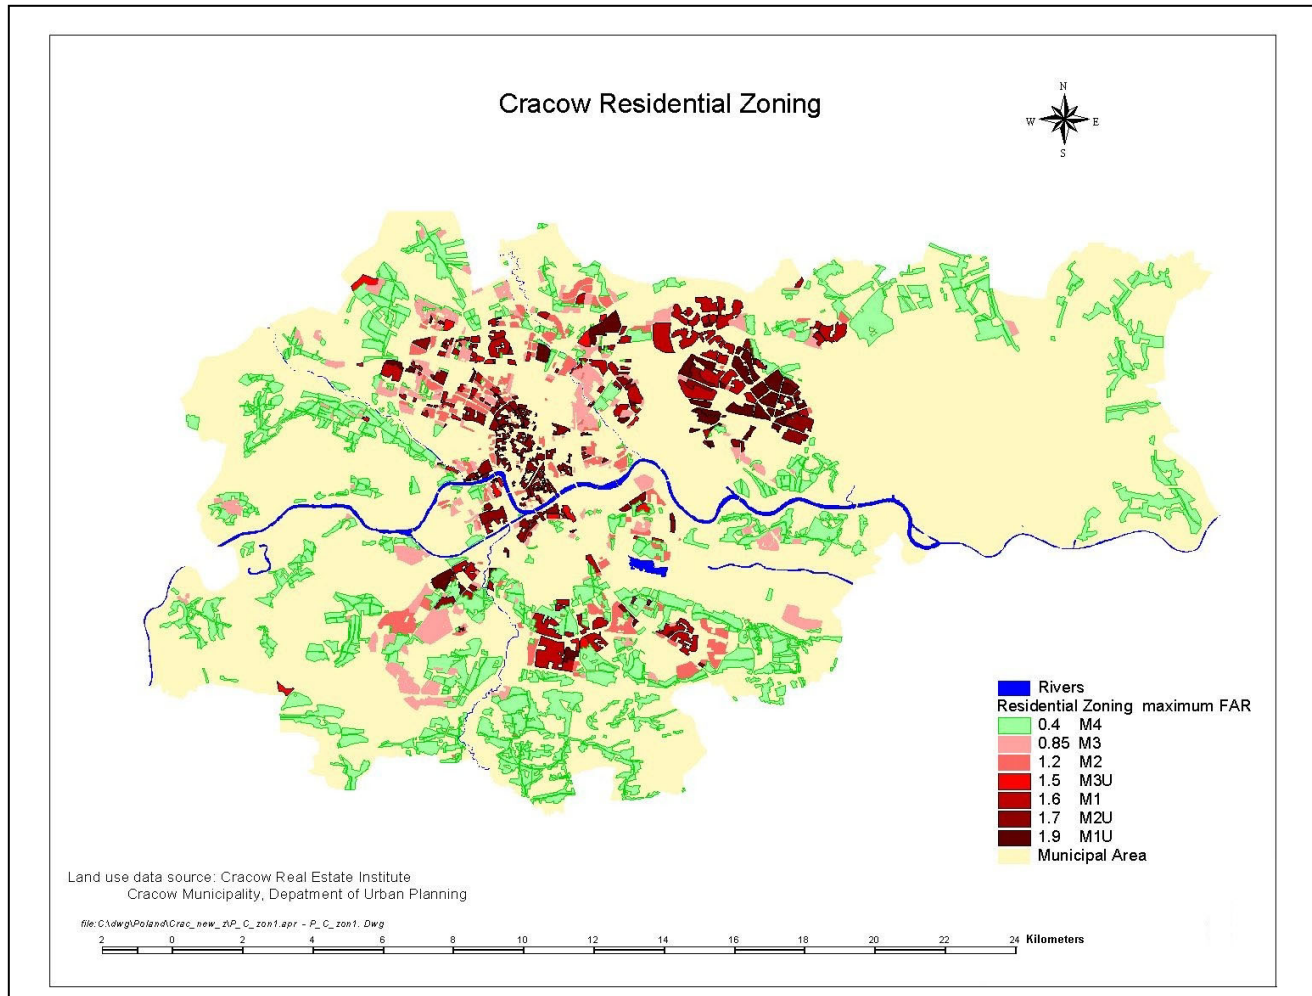 Cracow Residential Zoning
N
W E
S
Rivers
Residential Zoning maximum FAR
0.4 M4
0.85 M3
1.2 M2
1.5 M3U
1.6 M1
1.7 M2U
1.9 M1U
Municipal Area
Land use data source: Cracow Real Estate Institute
Cracow Municipality, Depatment of Urban Planning
file:C:\dwg\Poland\Crac_new_z\P_C_zon1.apr - P_C_zon1. Dwg
2 0 2 4 6 8 10 12 14 16 18 20 22 24 Kilometers